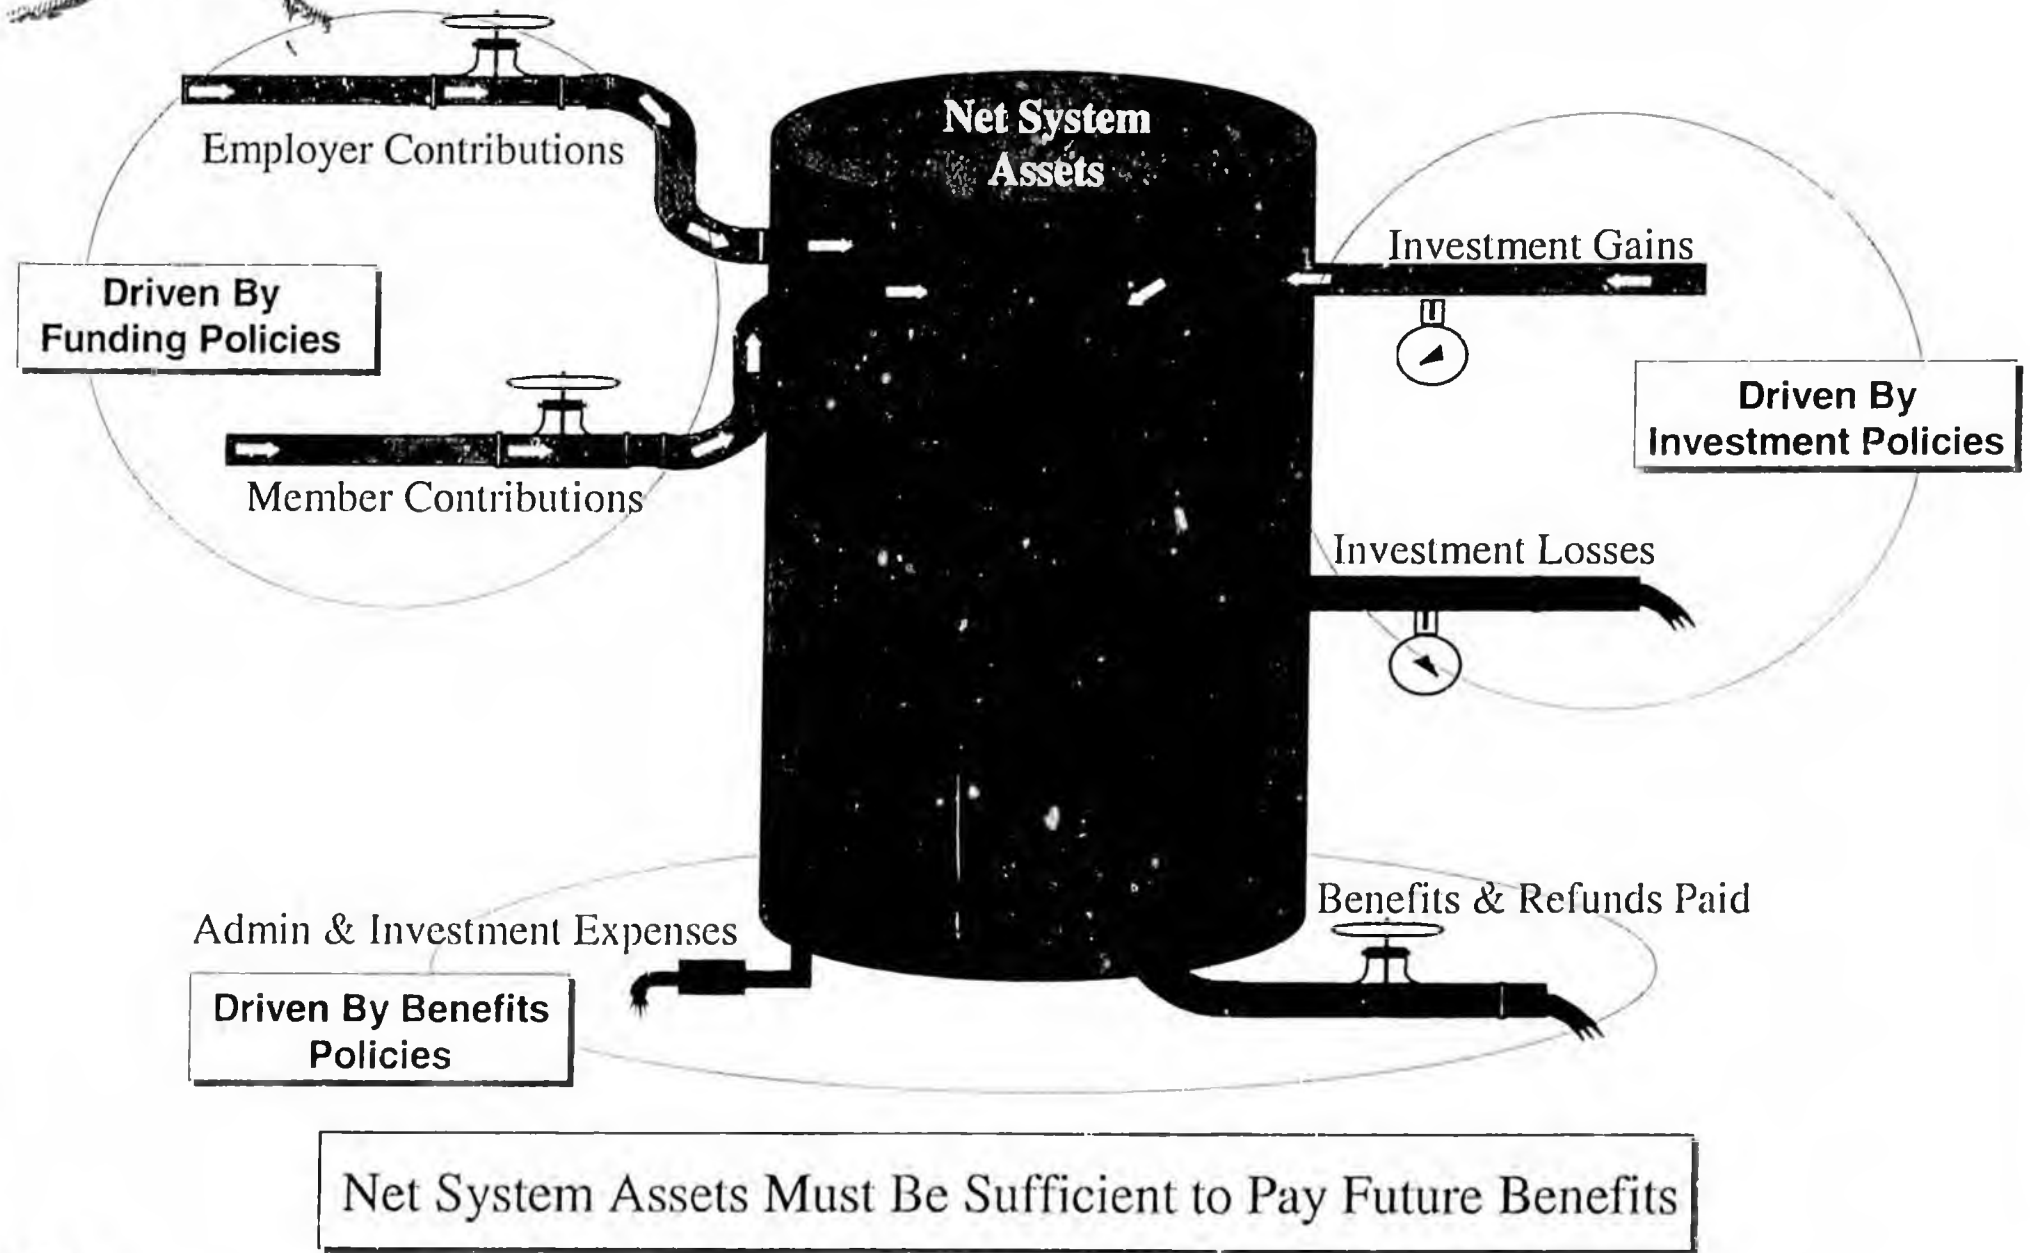 Net System
Assets
Employer Contributions
Driven By
Funding Policies
Member Contributions
Investment Gains
Driven By
Investment Policies
Investment Losses
Admin & Investment Expenses
Driven By Benefits
Policies
Benefits & Refunds Paid
Net System Assets Must Be Sufficient to Pay Future Benefits